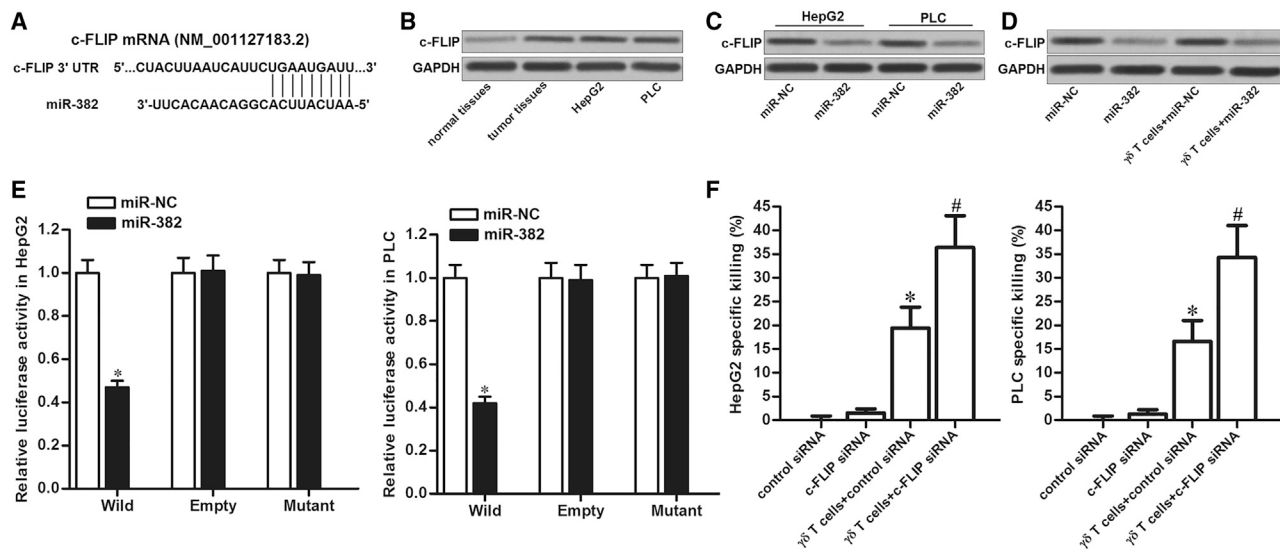 A
c-FLIP mRNA (NM_001127183.2)
c-FLIP 3' UTR 5'...CUACUUAAUCAUUCUUGAAUGAUU...3'
miR-382 3'-UUCACAACAGGCACUUACUAA-5'
B
c-FLIP
GAPDH
normal tissues
tumor tissues
HepG2
PLC
C
HepG2 PLC
c-FLIP
GAPDH
miR-NC
miR-382
miR-NC
miR-382
D
c-FLIP
GAPDH
miR-NC
miR-382
γδ T cells+miR-NC
γδ T cells+miR-382
E
Relative luciferase activity in HepG2
miR-NC
miR-382
1.2
1.0
0.8
0.6
0.4
0.2
0.0
*
Wild Empty Mutant
Relative luciferase activity in PLC
miR-NC
miR-382
1.2
1.0
0.8
0.6
0.4
0.2
0.0
*
Wild Empty Mutant
F
HepG2 specific killing (%)
45
40
35
30
25
20
15
10
5
0
*
#
control siRNA
c-FLIP siRNA
γδ T cells+control siRNA
γδ T cells+c-FLIP siRNA
PLC specific killing (%)
45
40
35
30
25
20
15
10
5
0
*
#
control siRNA
c-FLIP siRNA
γδ T cells+control siRNA
γδ T cells+c-FLIP siRNA